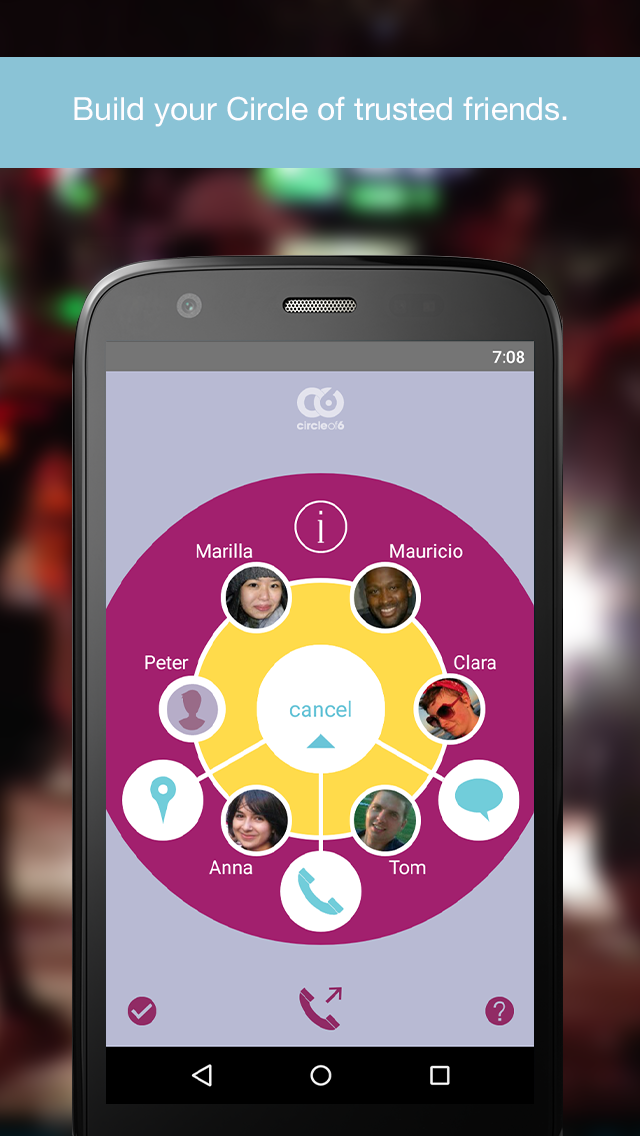 Build your Circle of trusted friends.
7:08
circleof6
i
Marilla
Mauricio
Peter
Clara
cancel
Anna
Tom
?